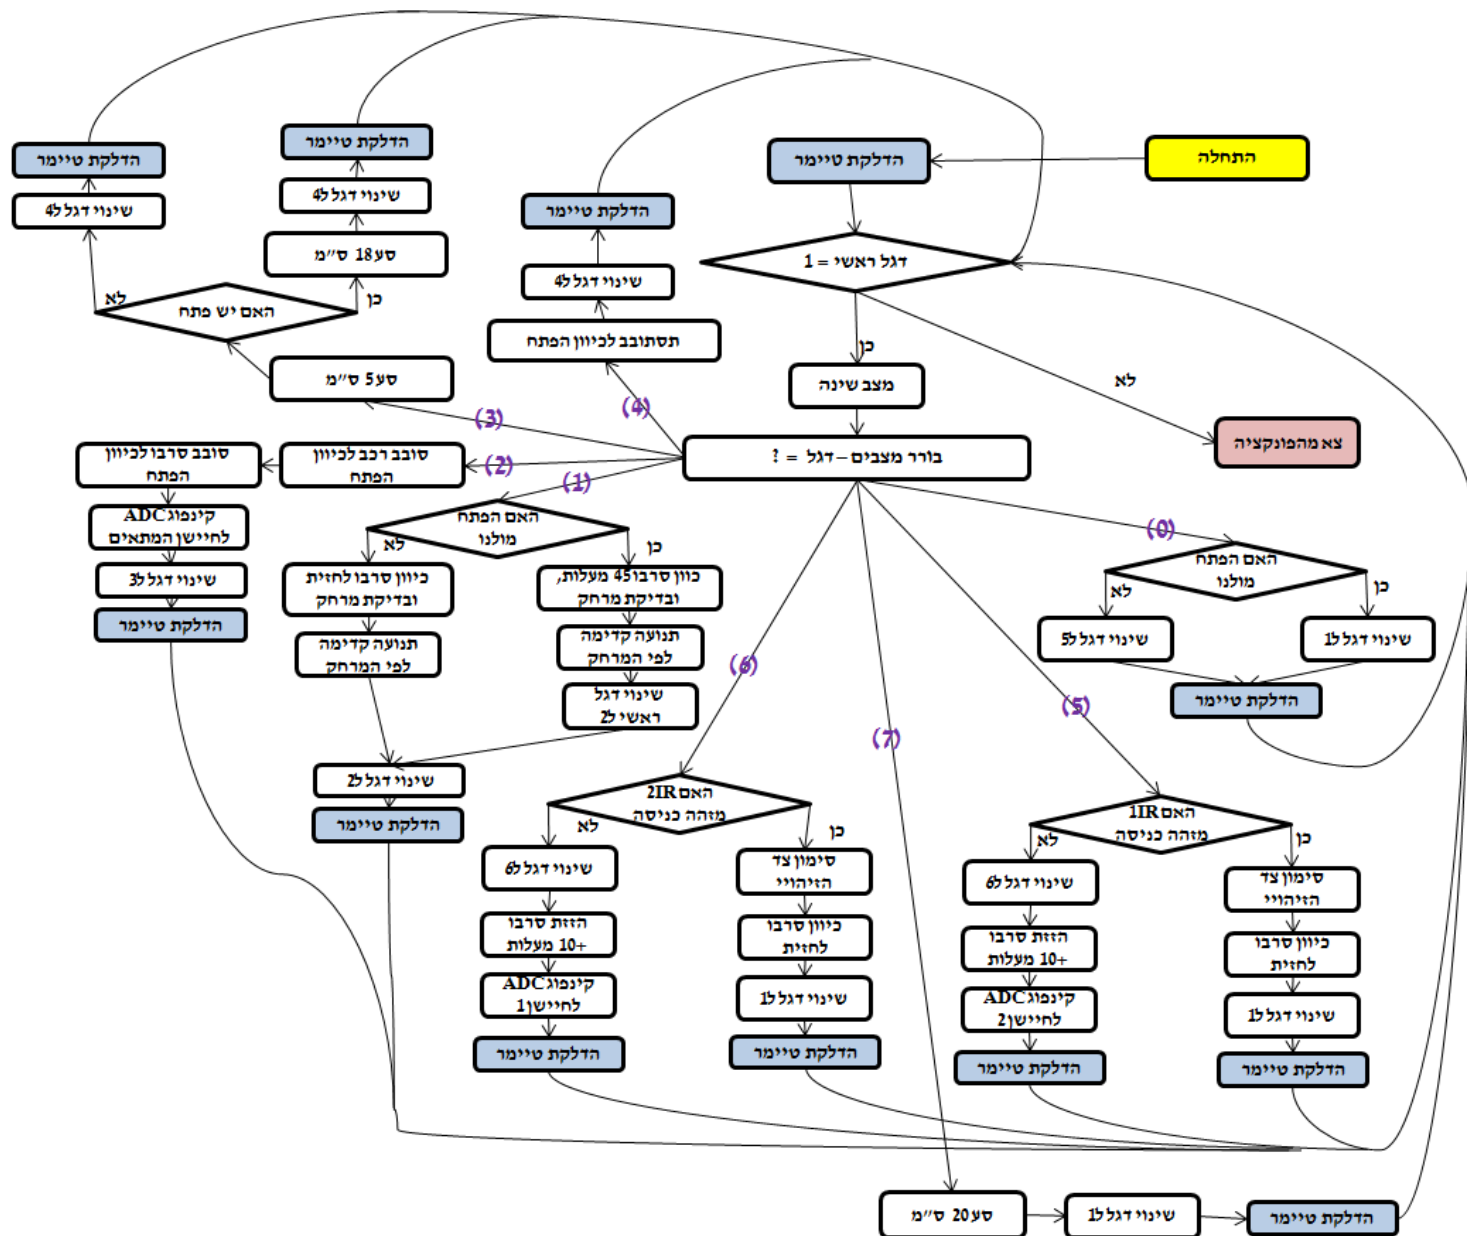 התחלה
הדלקת טיימר
דגל ראשי = 1
כן
לא
מצב שינה
צא מהפונקציה
בורר מצבים – דגל = ?
(0)
האם הפתח
מולנו
כן
לא
שינוי דגל ל1
שינוי דגל ל5
הדלקת טיימר
(1)
האם הפתח
מולנו
כן
לא
כוון סרבו 45 מעלות,
ובדיקת מרחק
תנועה קדימה
לפי המרחק
שינוי דגל
ראשי ל2
כיוון סרבו לחזית
ובדיקת מרחק
תנועה קדימה
לפי המרחק
שינוי דגל ל2
הדלקת טיימר
(2)
סובב רכב לכיוון
הפתח
סובב סרבו לכיוון
הפתח
קינפוג ADC
לחיישן המתאים
שינוי דגל ל3
הדלקת טיימר
(3)
סע 5 ס״מ
האם יש פתח
כן
לא
סע 18 ס״מ
שינוי דגל ל4
הדלקת טיימר
שינוי דגל ל4
הדלקת טיימר
(4)
תסתובב לכיוון הפתח
שינוי דגל ל4
הדלקת טיימר
(5)
האם 1IR
מזהה כניסה
כן
לא
סימון צד
הזיהויי
כיוון סרבו
לחזית
שינוי דגל ל1
הדלקת טיימר
שינוי דגל ל6
הזזת סרבו
+10 מעלות
קינפוג ADC
לחיישן 2
הדלקת טיימר
(6)
האם 2IR
מזהה כניסה
כן
לא
סימון צד
הזיהויי
כיוון סרבו
לחזית
שינוי דגל ל1
הדלקת טיימר
שינוי דגל ל6
הזזת סרבו
+10 מעלות
קינפוג ADC
לחיישן 1
הדלקת טיימר
(7)
סע 20 ס״מ
שינוי דגל ל1
הדלקת טיימר